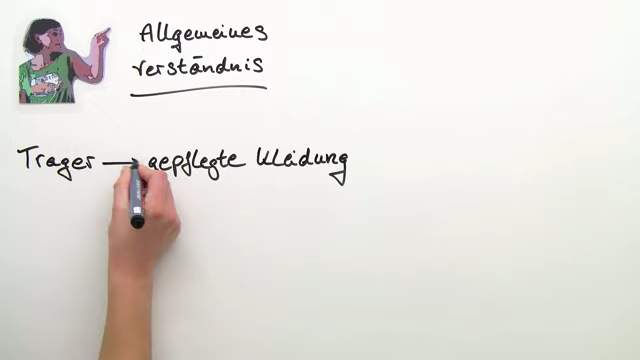 Allgemeines
verständnis
Trager → gepflegte Kleidung